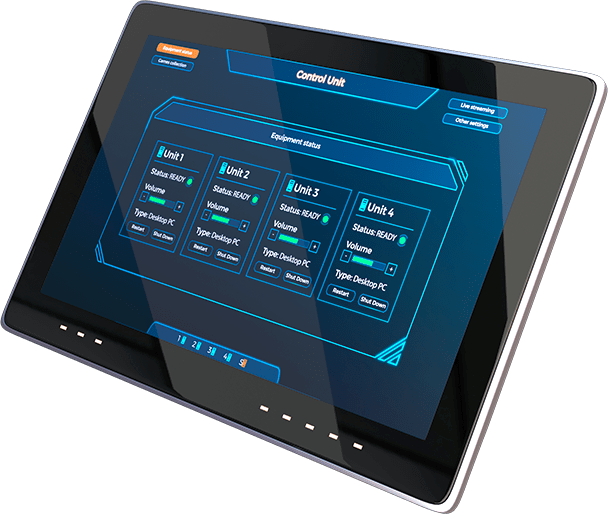 Equipment status
Games collection
Control Unit
Live streaming
Other settings
Equipment status
Unit 1
Status: READY
Volume
- +
Type: Desktop PC
Restart Shut Down
Unit 2
Status: READY
Volume
- +
Type: Desktop PC
Restart Shut Down
Unit 3
Status: READY
Volume
- +
Type: Desktop PC
Restart Shut Down
Unit 4
Status: READY
Volume
- +
Type: Desktop PC
Restart Shut Down
1 2 3 4 5